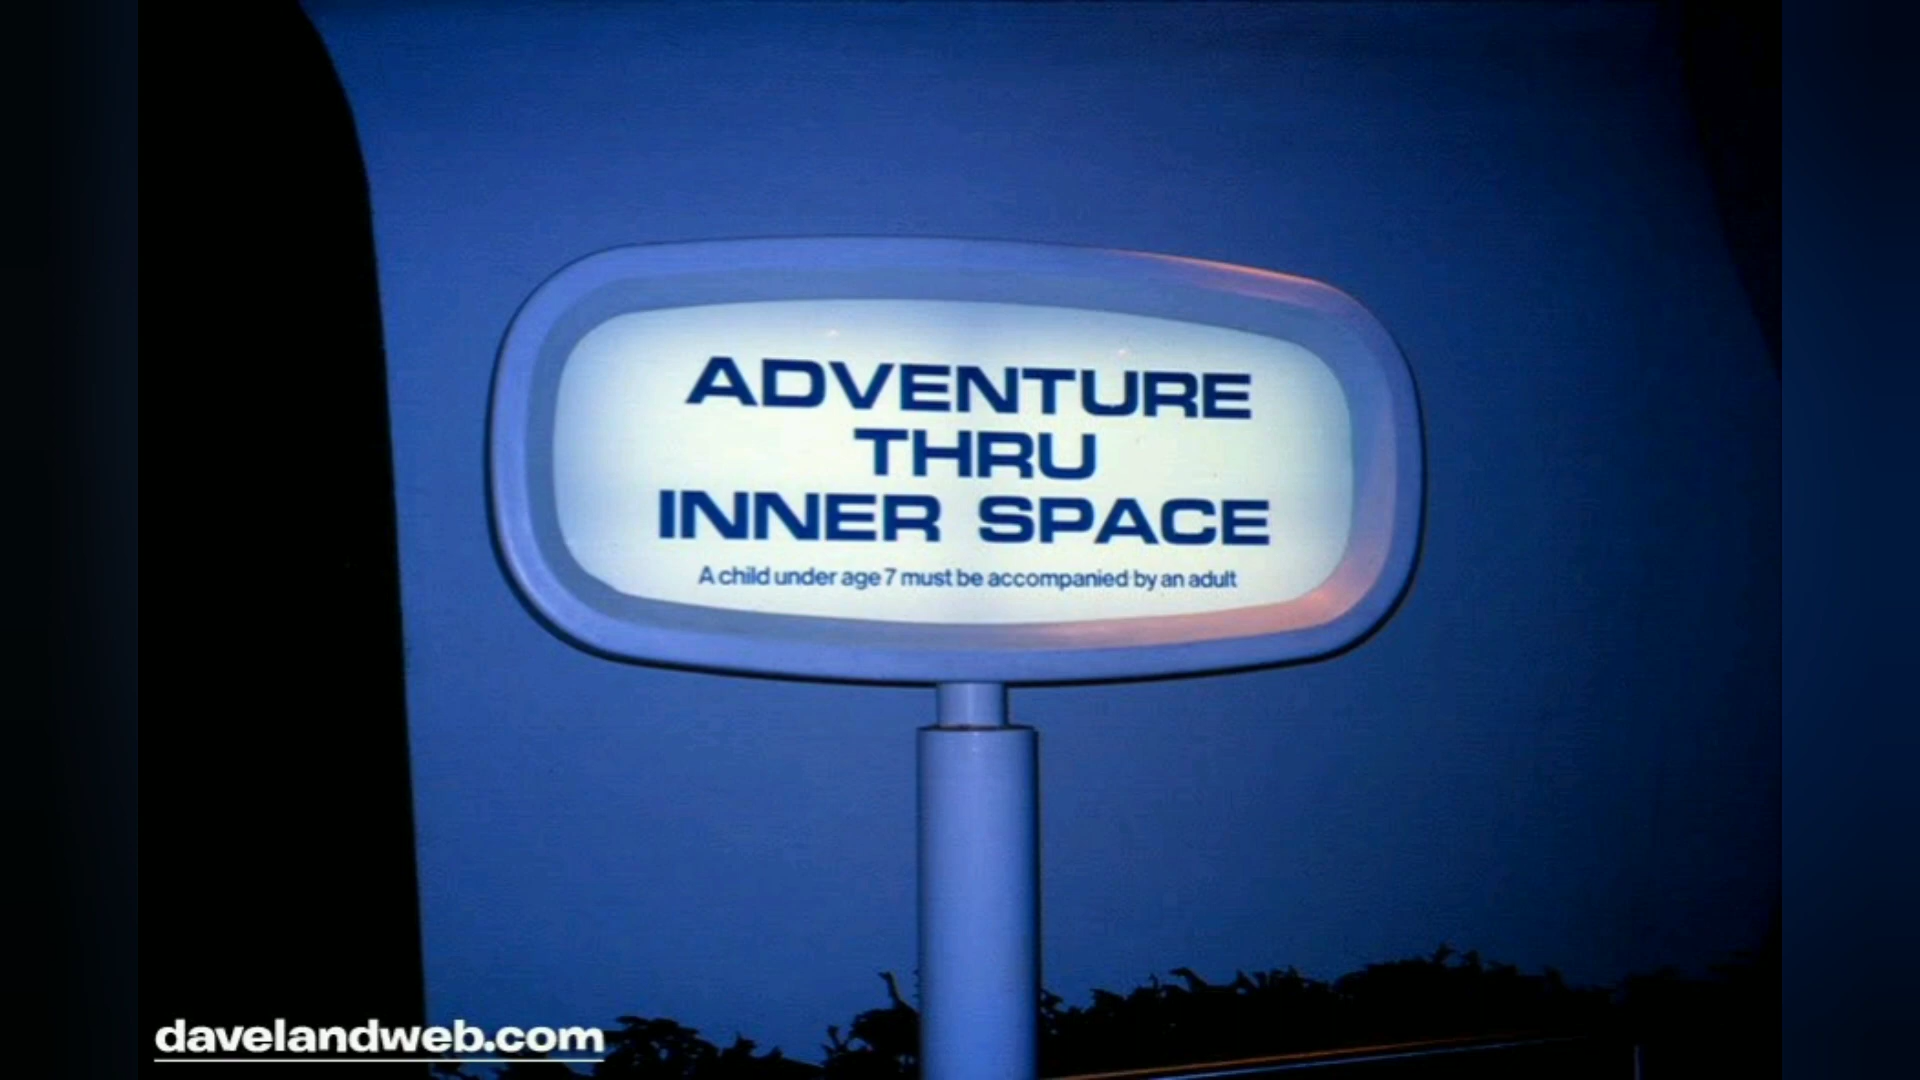 ADVENTURE
THRU
INNER SPACE
A child under age 7 must be accompanied by an adult
davelandweb.com